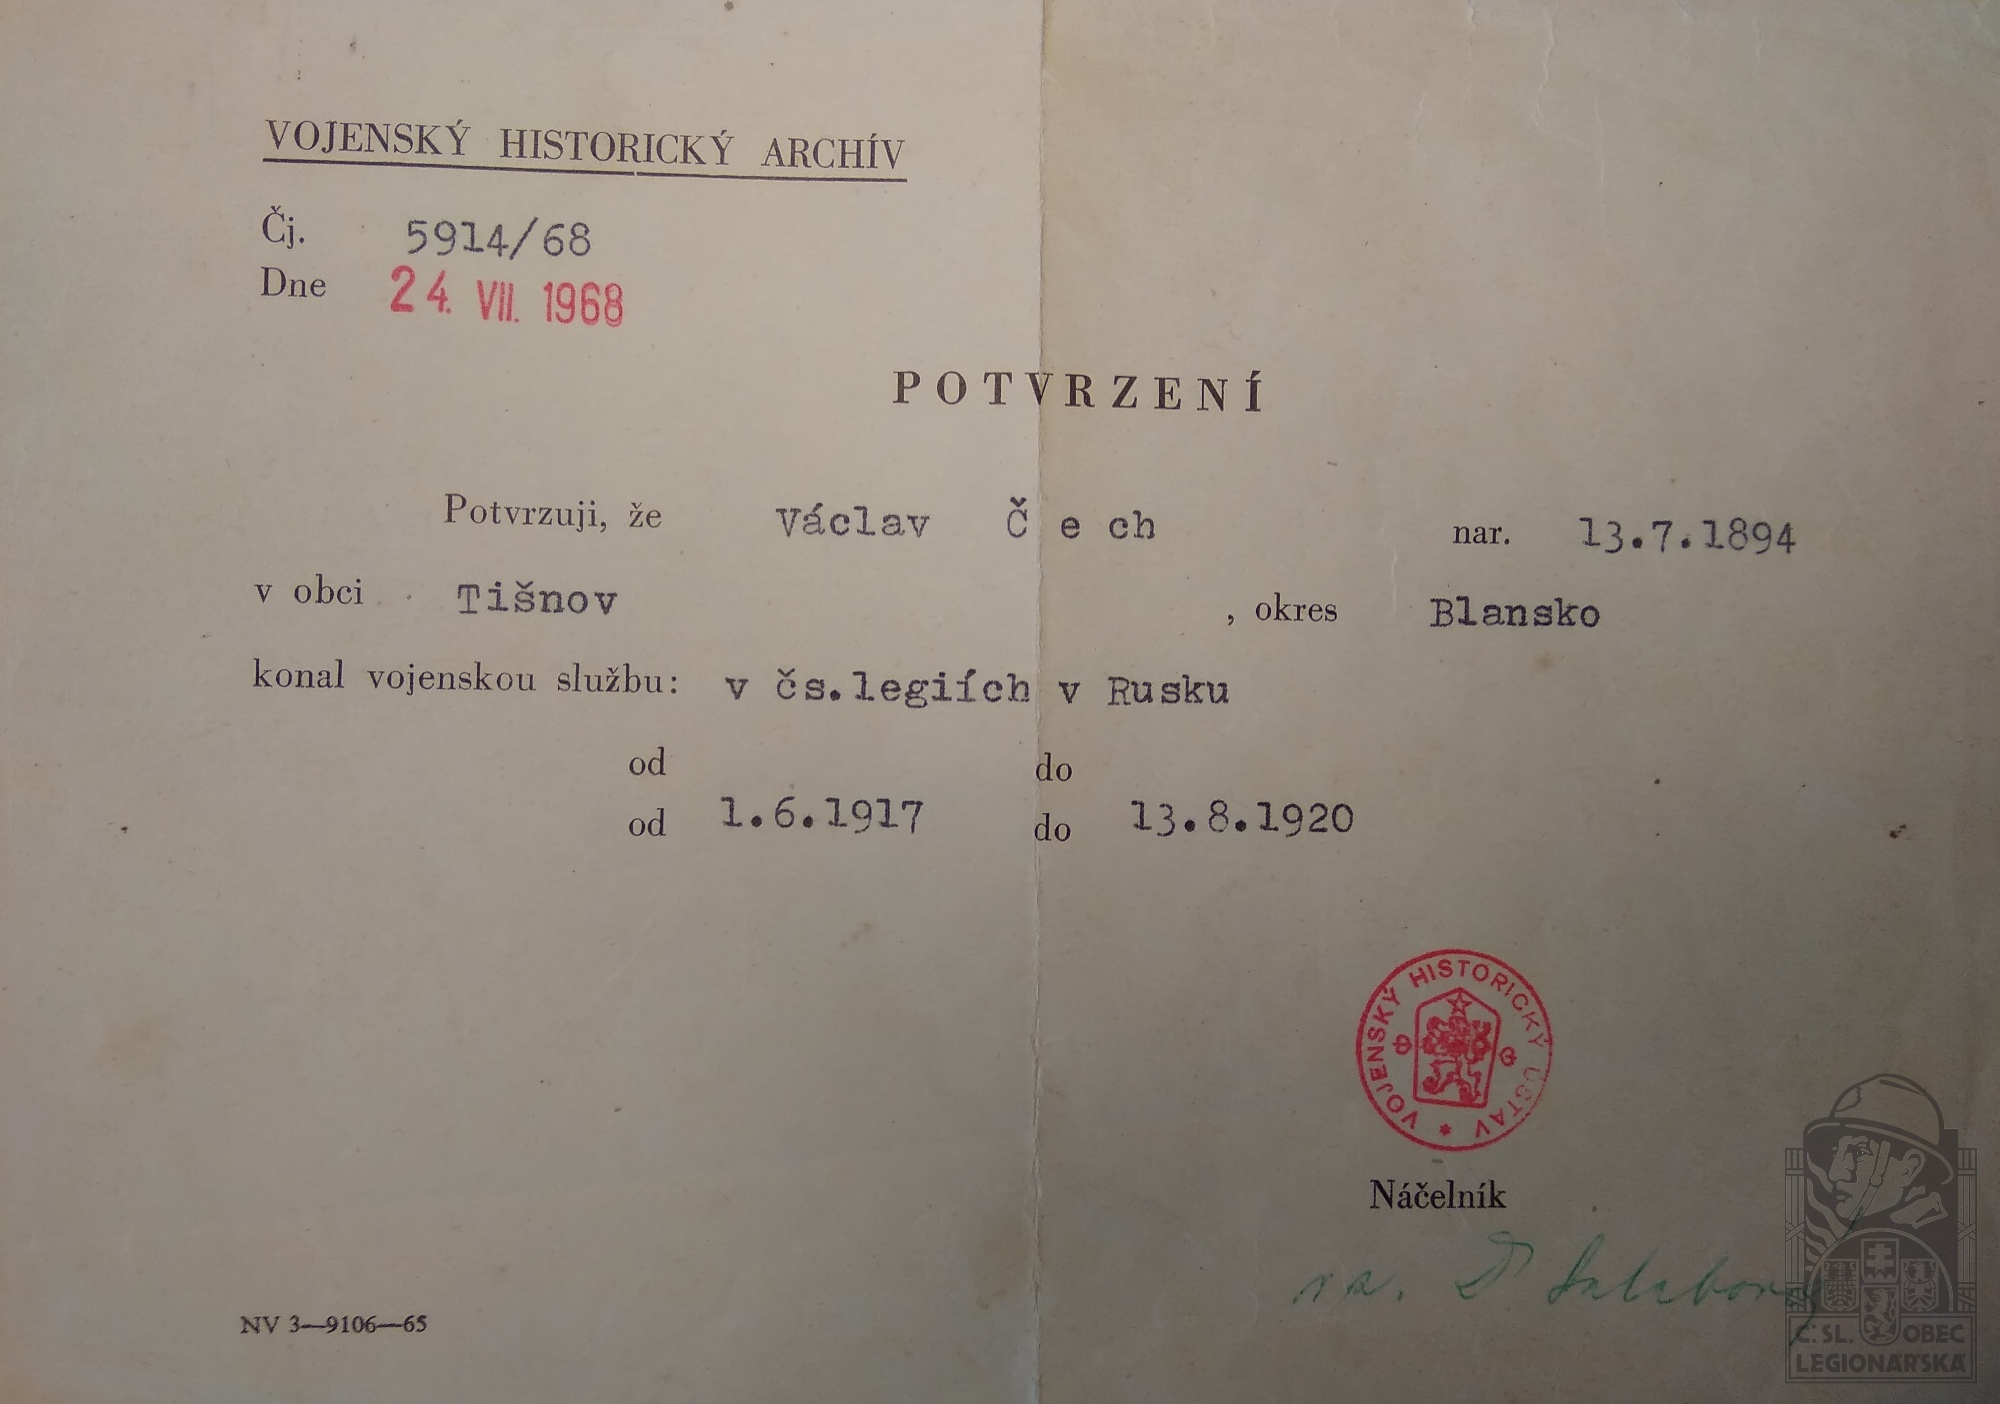 VOJENSKÝ HISTORICKÝ ARCHÍV
Čj. 5914/68
Dne 24. VII. 1968
POTVRZENÍ
Potvrzuji, že Václav Č e ch nar. 13.7.1894
v obci Tišnov , okres Blansko
konal vojenskou službu: v čs.legiích v Rusku
od do
od 1.6.1917 do 13.8.1920
VOJENSKÝ HISTORICKÝ ÚSTAV
Náčelník
NV 3—9106—65
Č. SL. OBEC
LEGIONÁŘSKÁ